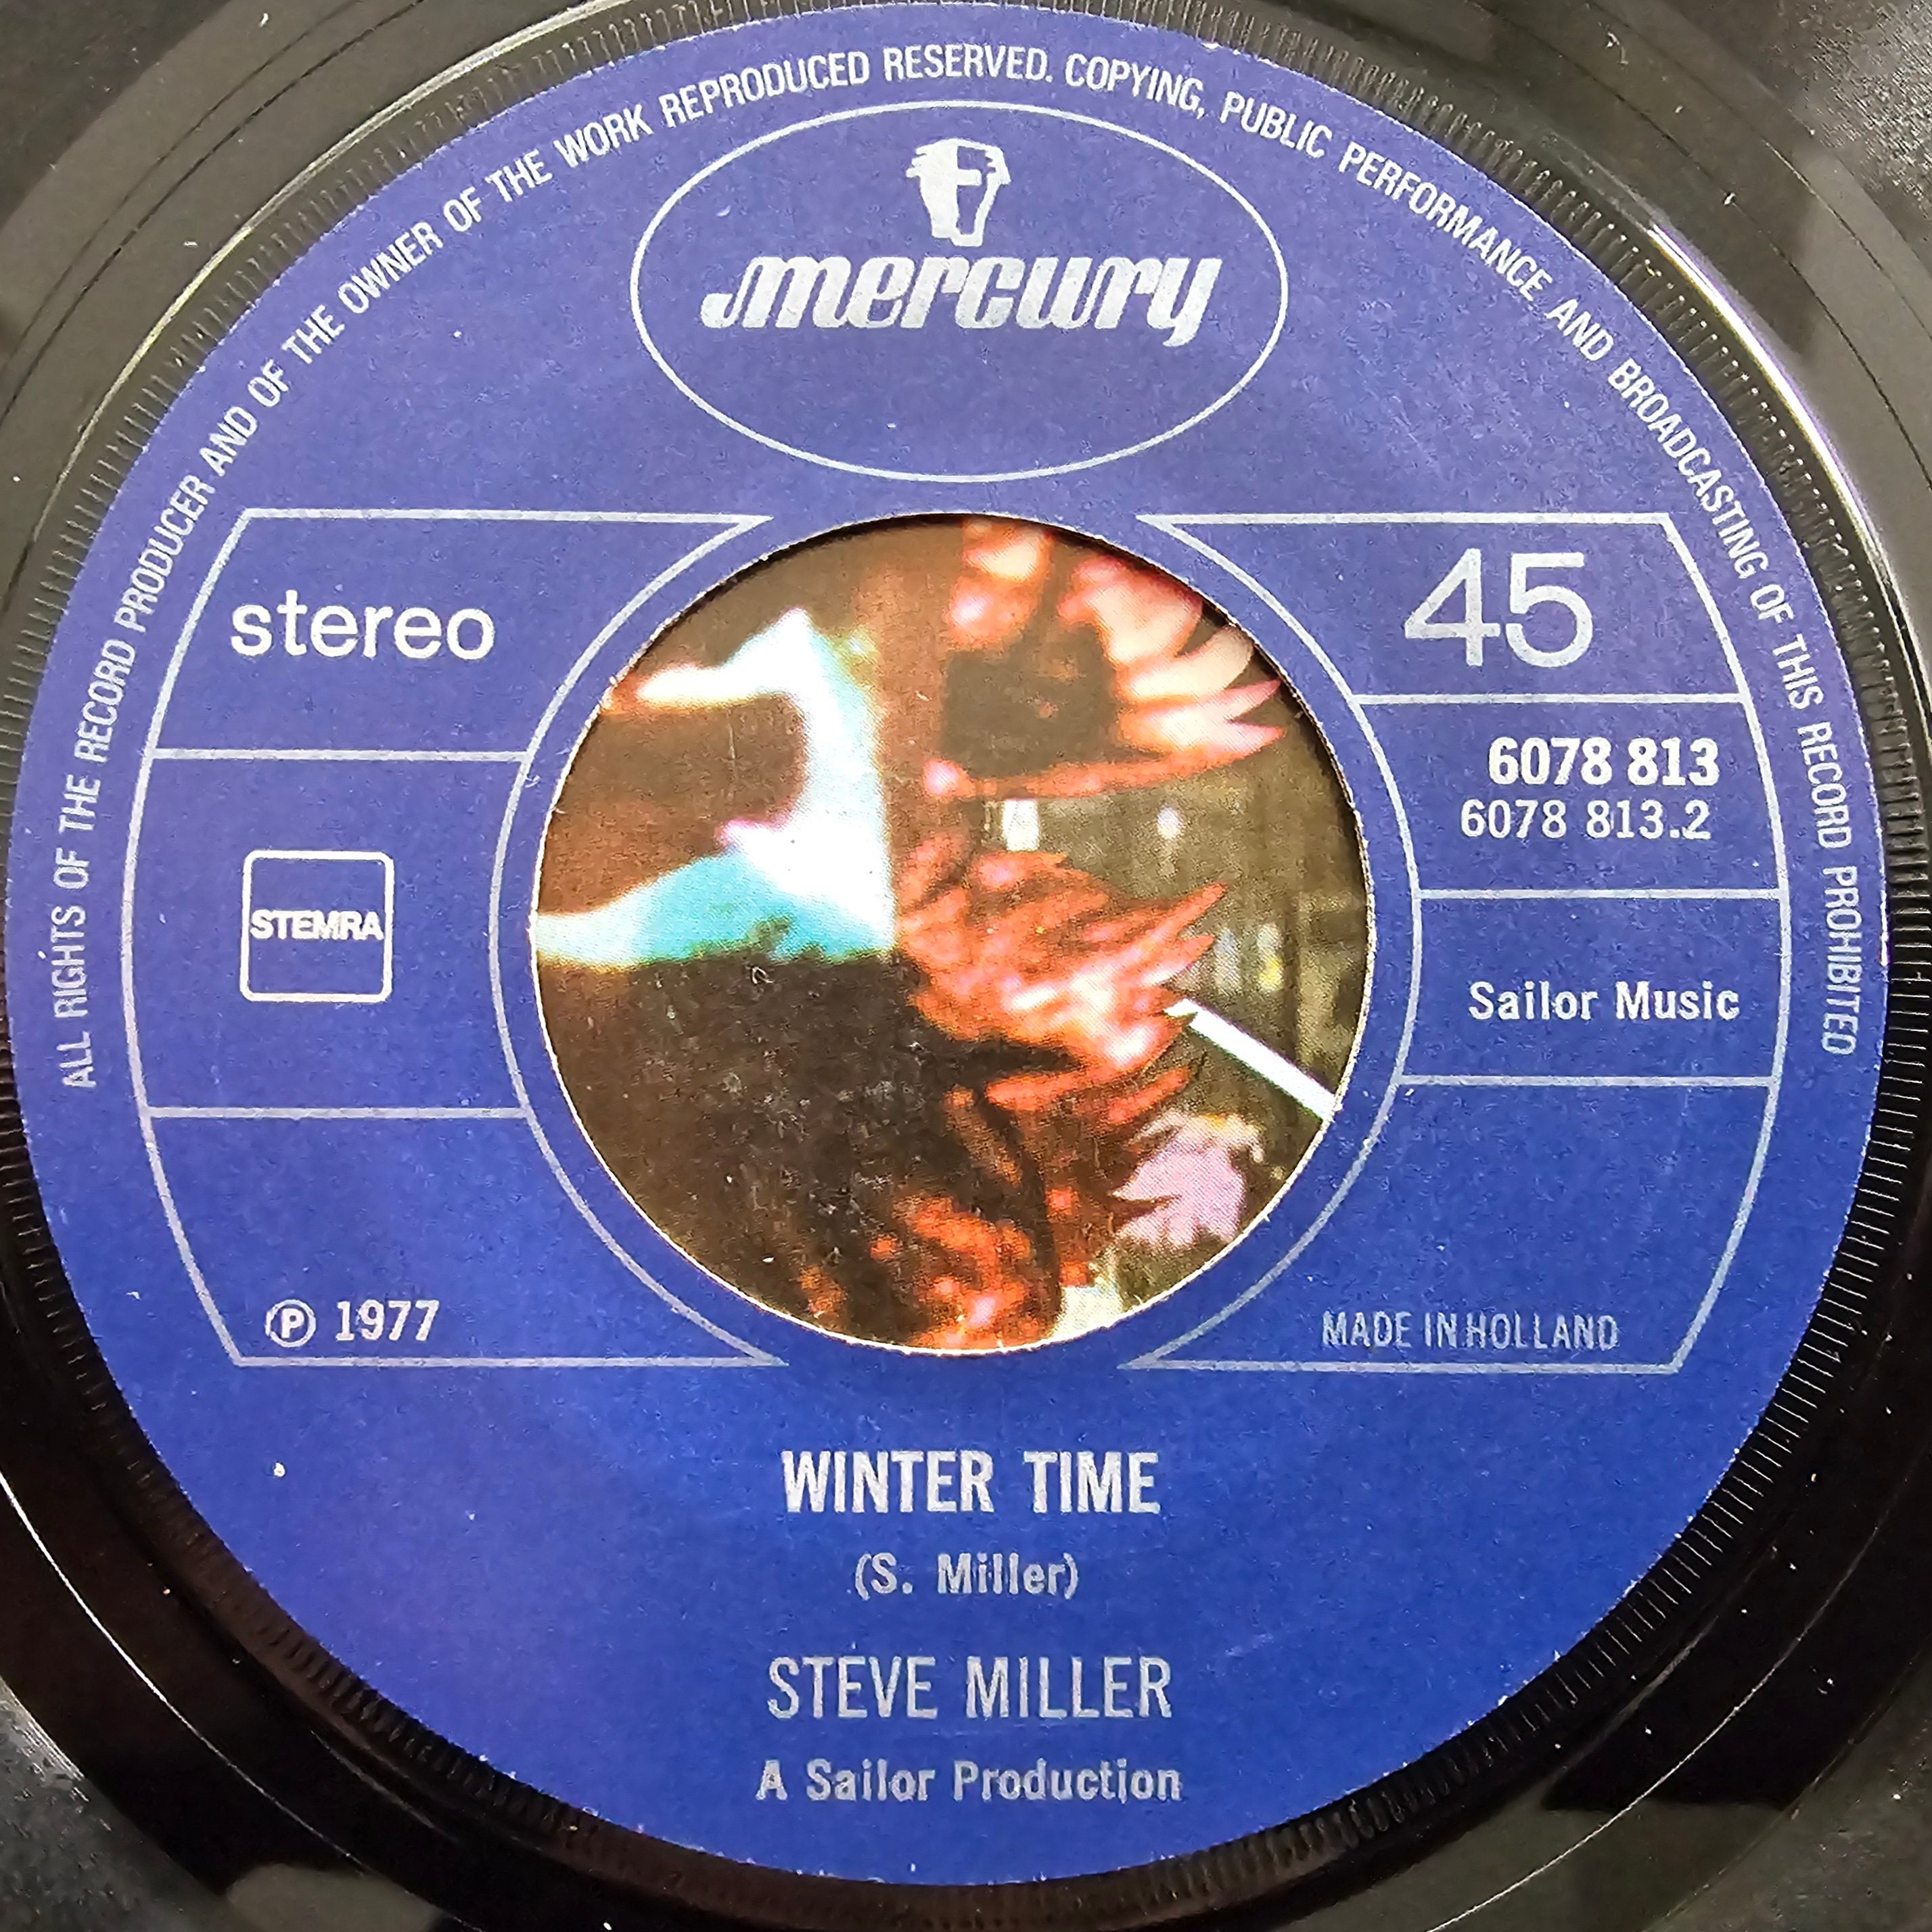 ALL RIGHTS OF THE RECORD PRODUCER AND OF THE OWNER OF THE WORK REPRODUCED RESERVED. COPYING, PUBLIC PERFORMANCE AND BROADCASTING OF THIS RECORD PROHIBITED
mercury
stereo
45
6078 813
6078 813.2
STEMRA
Sailor Music
℗ 1977
MADE IN HOLLAND
WINTER TIME
(S. Miller)
STEVE MILLER
A Sailor Production